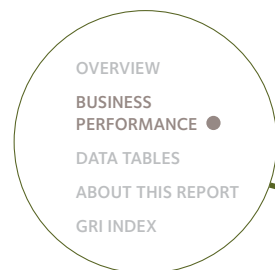 OVERVIEW
BUSINESS
PERFORMANCE
DATA TABLES
ABOUT THIS REPORT
GRI INDEX